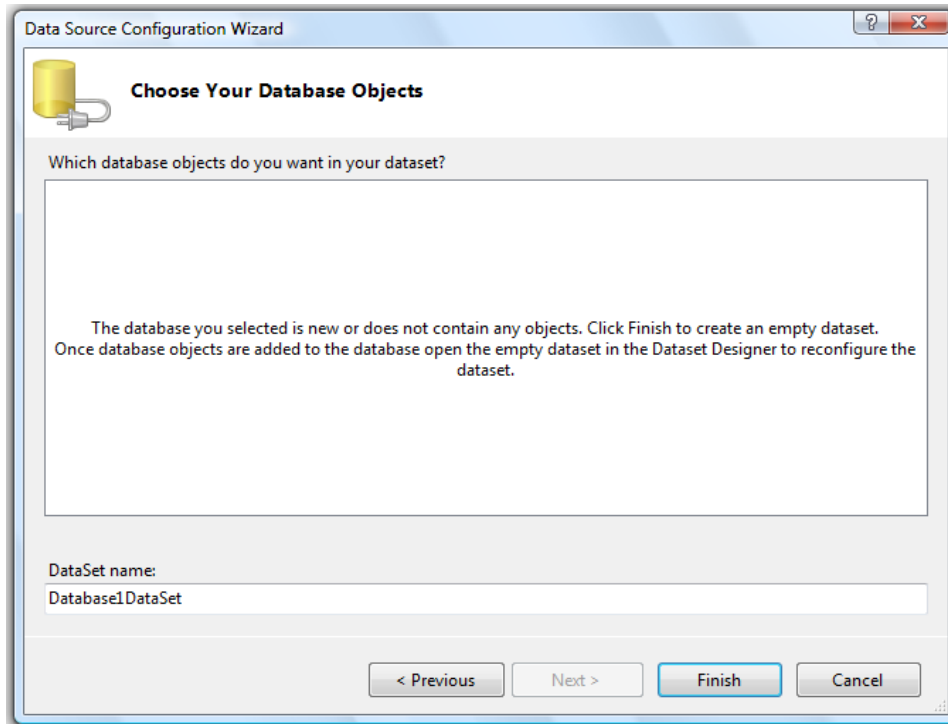 Data Source Configuration Wizard
Choose Your Database Objects
Which database objects do you want in your dataset?
The database you selected is new or does not contain any objects. Click Finish to create an empty dataset.
Once database objects are added to the database open the empty dataset in the Dataset Designer to reconfigure the
dataset.
DataSet name:
Database1DataSet
< Previous Next > Finish Cancel